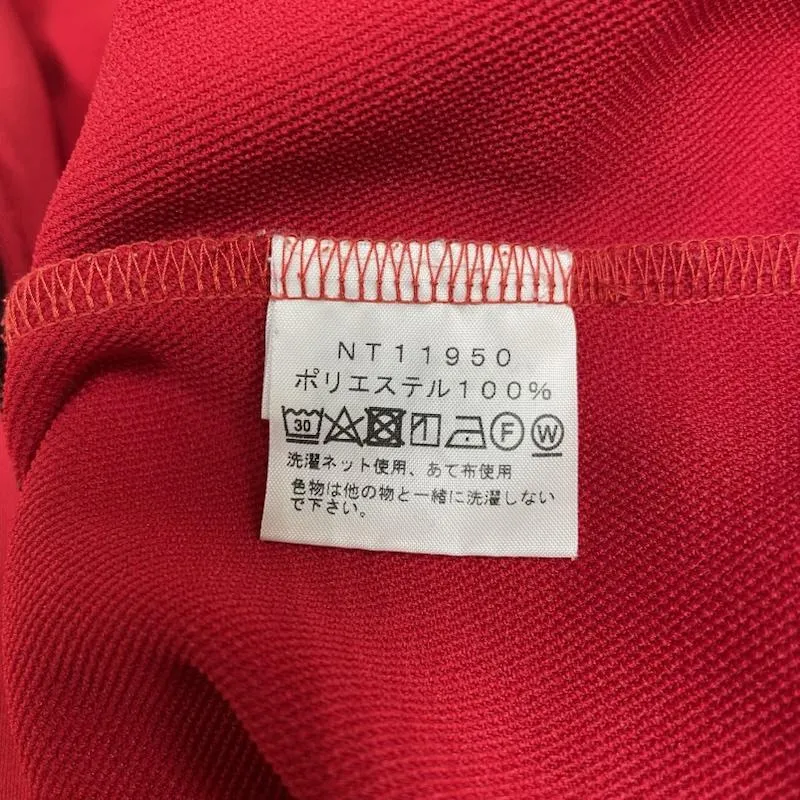 NT11950
ポリエステル100%
30 F W
洗濯ネット使用、あて布使用
色物は他の物と一緒に洗濯しない
で下さい。